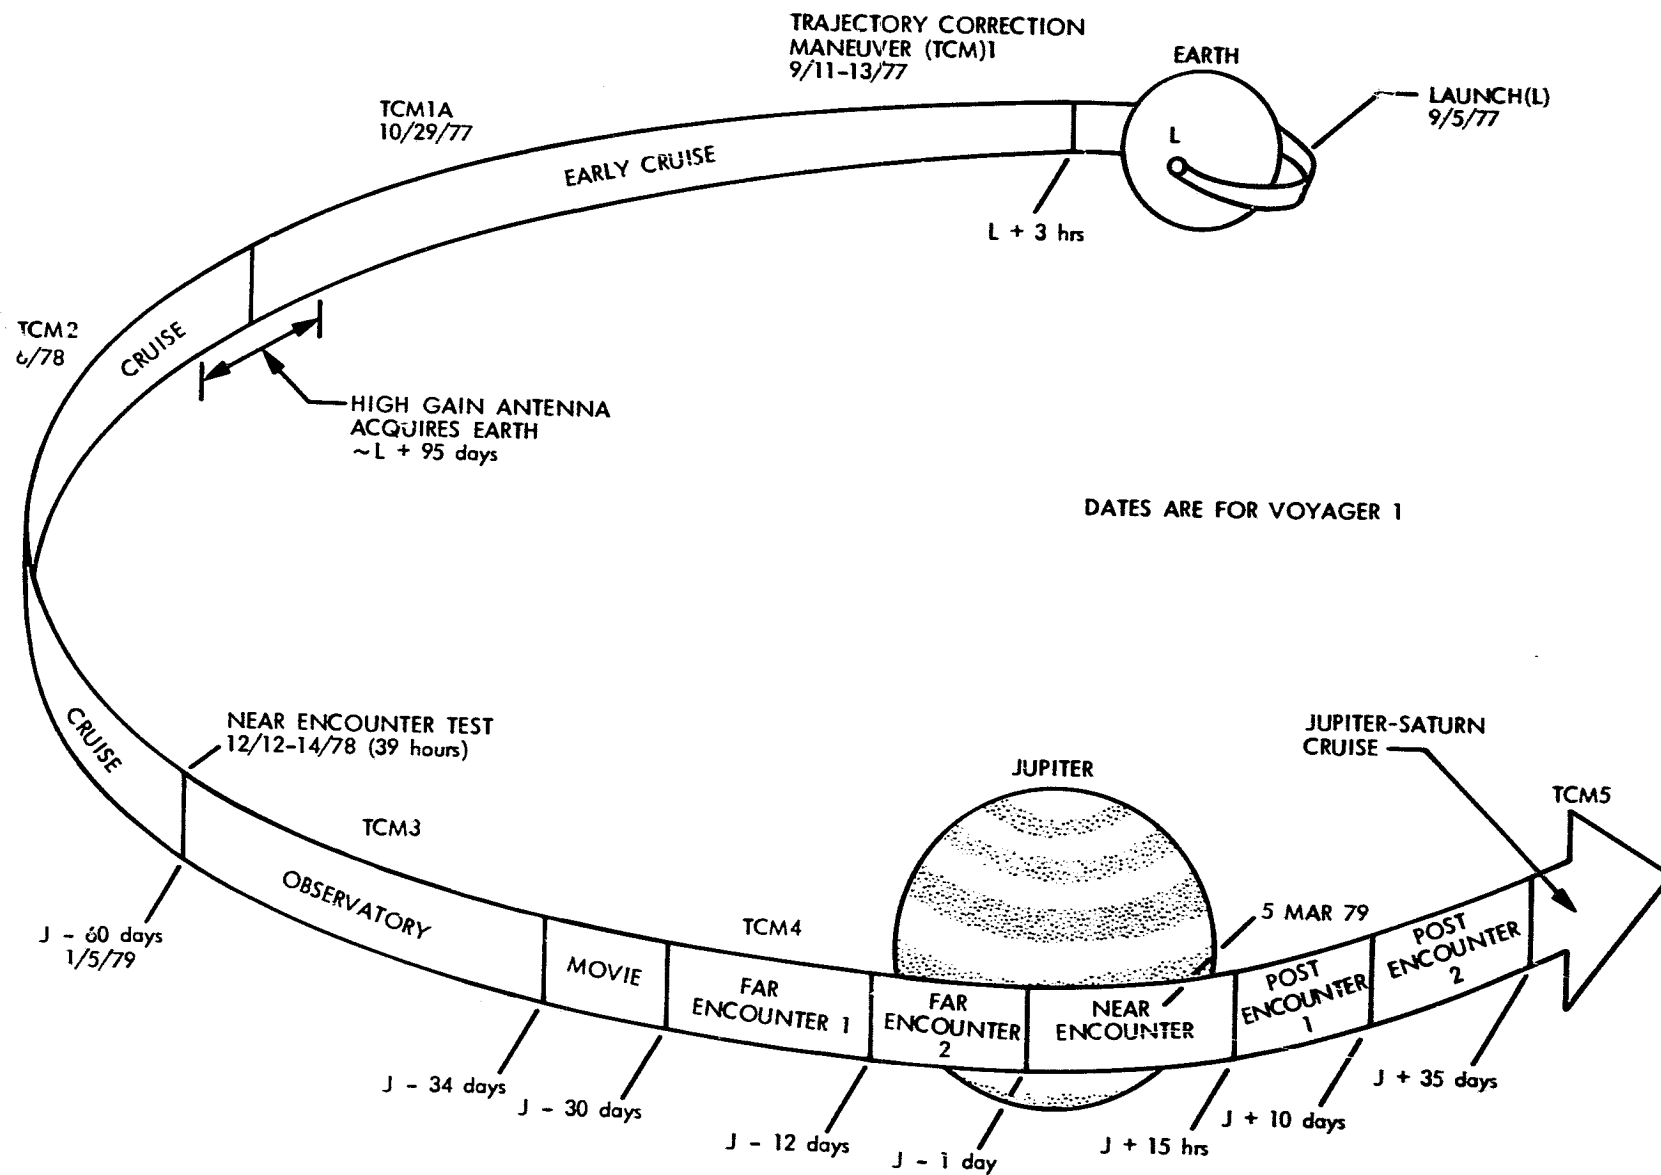 TRAJECTORY CORRECTION
MANEUVER (TCM)1
9/11-13/77
EARTH
LAUNCH(L)
9/5/77
L
L + 3 hrs
TCM1A
10/29/77
EARLY CRUISE
TCM2
6/78
CRUISE
HIGH GAIN ANTENNA
ACQUIRES EARTH
~L + 95 days
DATES ARE FOR VOYAGER 1
CRUISE
NEAR ENCOUNTER TEST
12/12-14/78 (39 hours)
J - 60 days
1/5/79
TCM3
OBSERVATORY
J - 34 days
MOVIE
J - 30 days
TCM4
FAR
ENCOUNTER 1
J - 12 days
JUPITER
FAR
ENCOUNTER
2
J - 1 day
NEAR
ENCOUNTER
5 MAR 79
J + 15 hrs
POST
ENCOUNTER
1
J + 10 days
POST
ENCOUNTER
2
J + 35 days
JUPITER-SATURN
CRUISE
TCM5